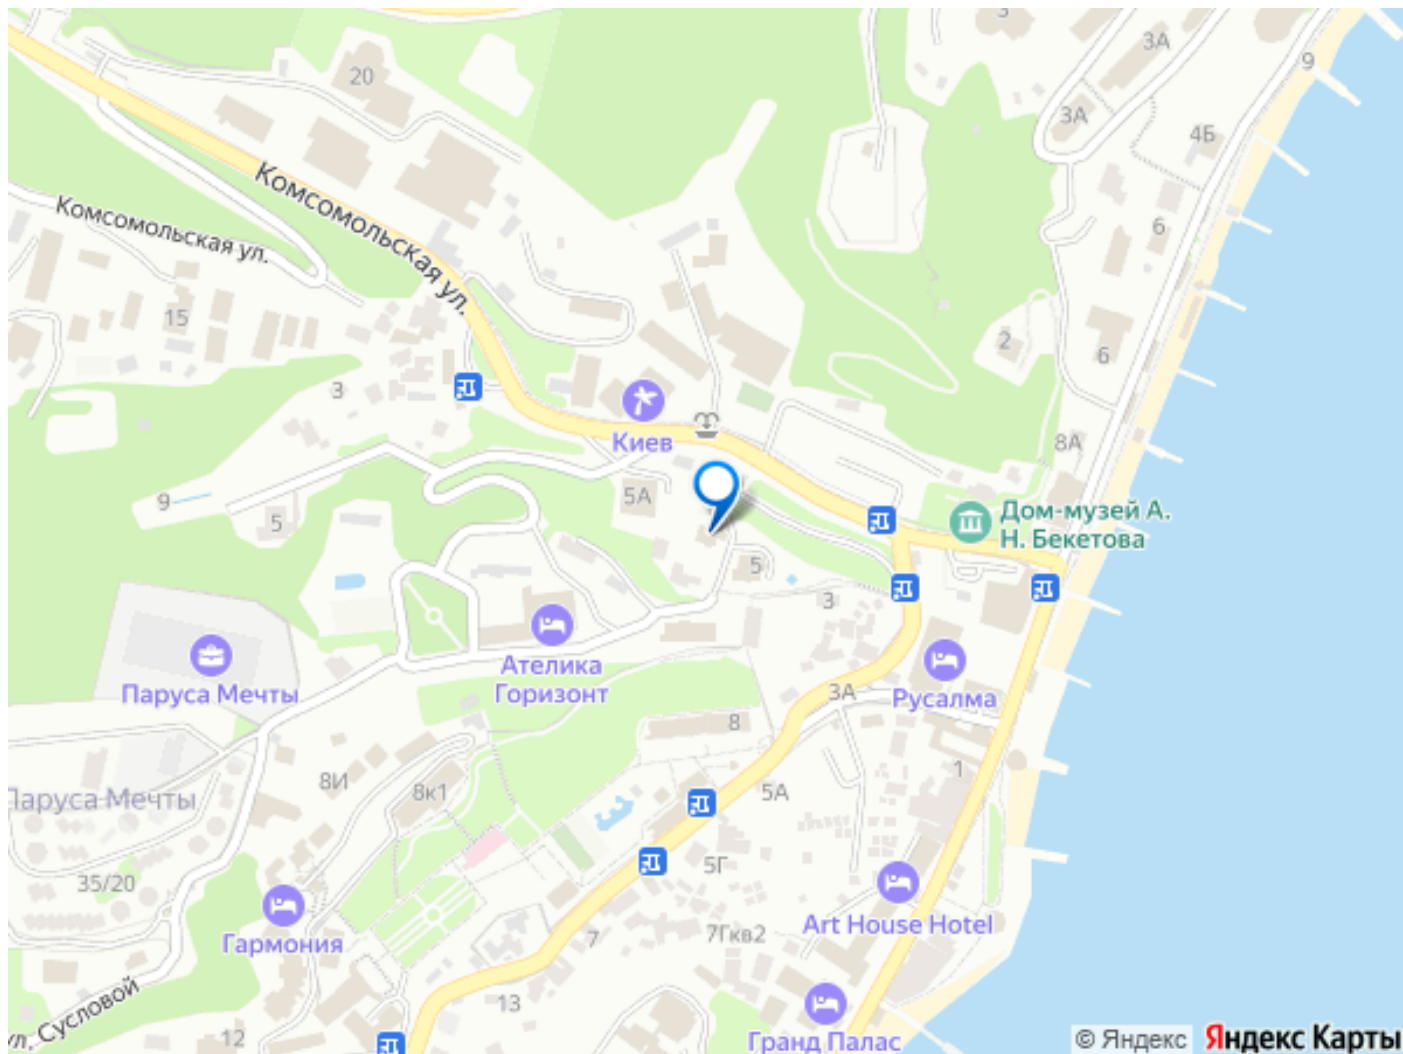 3
3А
9
20
3А
4Б
Комсомольская ул.
Комсомольская ул.
6
15
2
6
3
Киев
8А
9
5А
5
Дом-музей А.
Н. Бекетова
5
3
Ателика
Горизонт
Паруса Мечты
3А
Русалма
8
8И
8к1
Паруса Мечты
5А
1
5Г
35/20
Гармония
7
7Гкв2
Art House Hotel
13
ул. Сусловой
12
Гранд Палас
© Яндекс
Яндекс Карты